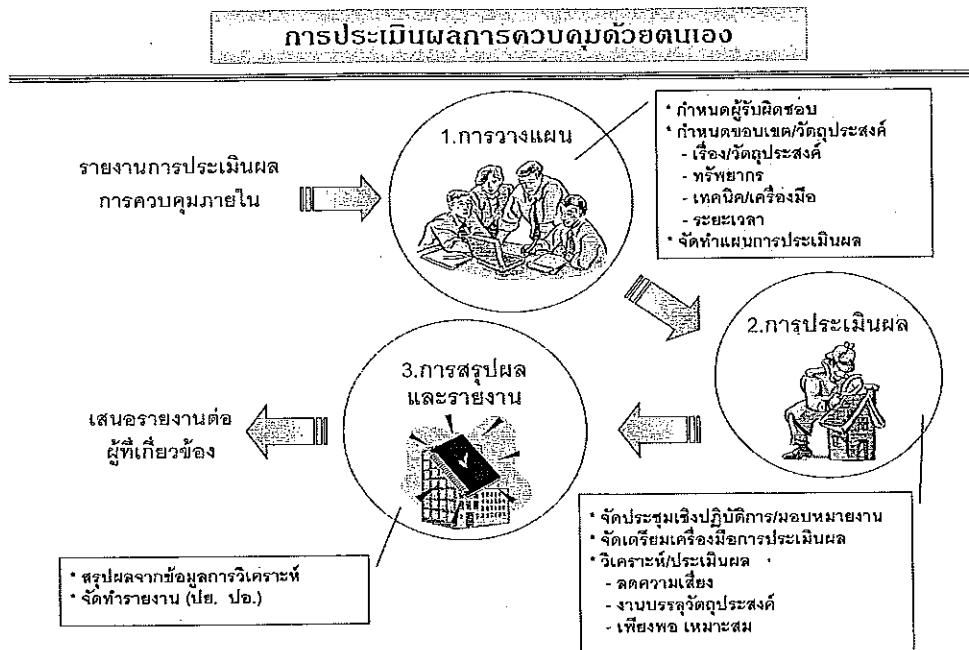 การประเมินผลการควบคุมด้วยตนเอง
รายงานการประเมินผล
การควบคุมภายใน
1.การวางแผน
* กำหนดผู้รับผิดชอบ
* กำหนดขอบเขต/วัตถุประสงค์
- เรื่อง/วัตถุประสงค์
- ทรัพยากร
- เทคนิค/เครื่องมือ
- ระยะเวลา
* จัดทำแผนการประเมินผล
2.การประเมินผล
* จัดประชุมเชิงปฏิบัติการ/มอบหมายงาน
* จัดเตรียมเครื่องมือการประเมินผล
* วิเคราะห์/ประเมินผล
- ลดความเสี่ยง
- งานบรรลุวัตถุประสงค์
- เพียงพอ เหมาะสม
3.การสรุปผล
และรายงาน
* สรุปผลจากข้อมูลการวิเคราะห์
* จัดทำรายงาน (ปย. ปอ.)
เสนอรายงานต่อ
ผู้ที่เกี่ยวข้อง